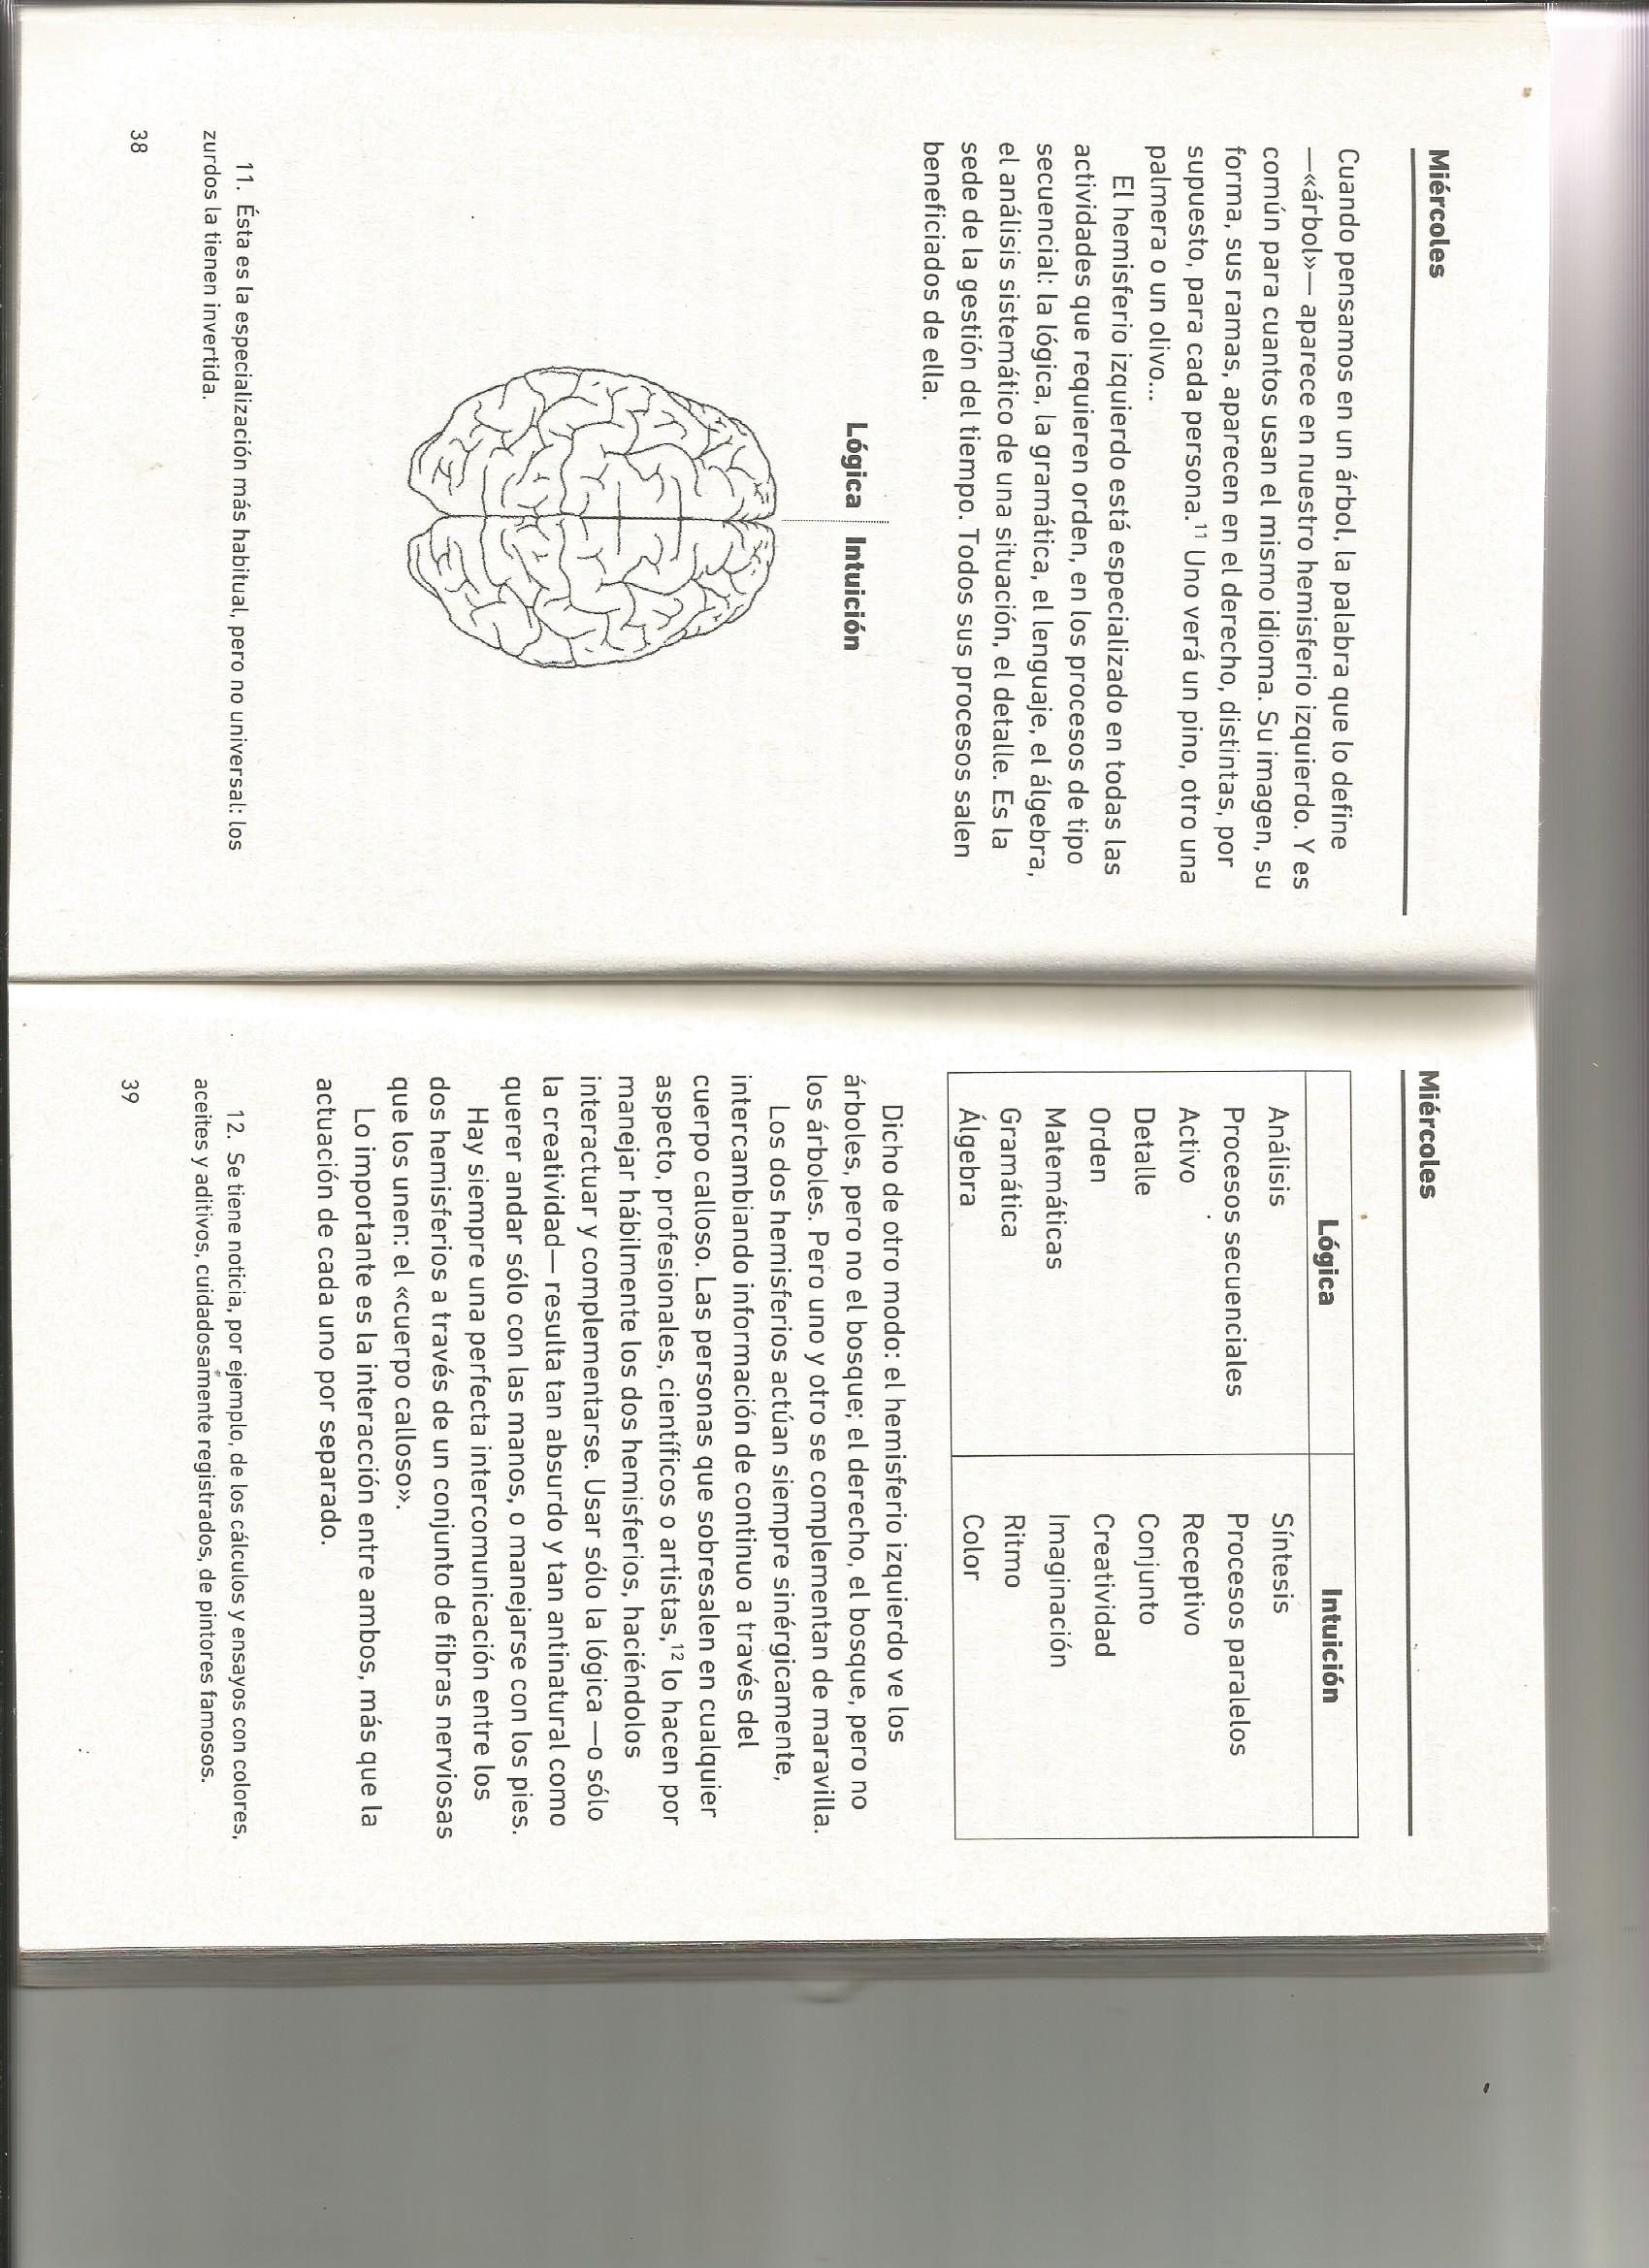 Miércoles
Cuando pensamos en un árbol, la palabra que lo define
—«árbol»— aparece en nuestro hemisferio izquierdo. Y es
común para cuantos usan el mismo idioma. Su imagen, su
forma, sus ramas, aparecen en el derecho, distintas, por
supuesto, para cada persona.¹¹ Uno verá un pino, otro una
palmera o un olivo...
El hemisferio izquierdo está especializado en todas las
actividades que requieren orden, en los procesos de tipo
secuencial: la lógica, la gramática, el lenguaje, el álgebra,
el análisis sistemático de una situación, el detalle. Es la
sede de la gestión del tiempo. Todos sus procesos salen
beneficiados de ella.
Lógica Intuición
11. Ésta es la especialización más habitual, pero no universal: los
zurdos la tienen invertida.
38
Miércoles
Lógica Intuición
Análisis Síntesis
Procesos secuenciales Procesos paralelos
Activo Receptivo
Detalle Conjunto
Orden Creatividad
Matemáticas Imaginación
Gramática Ritmo
Álgebra Color
Dicho de otro modo: el hemisferio izquierdo ve los
árboles, pero no el bosque; el derecho, el bosque, pero no
los árboles. Pero uno y otro se complementan de maravilla.
Los dos hemisferios actúan siempre sinérgicamente,
intercambiando información de continuo a través del
cuerpo calloso. Las personas que sobresalen en cualquier
aspecto, profesionales, científicos o artistas,¹² lo hacen por
manejar hábilmente los dos hemisferios, haciéndolos
interactuar y complementarse. Usar sólo la lógica —o sólo
la creatividad— resulta tan absurdo y tan antinatural como
querer andar sólo con las manos, o manejarse con los pies.
Hay siempre una perfecta intercomunicación entre los
dos hemisferios a través de un conjunto de fibras nerviosas
que los unen: el «cuerpo calloso».
Lo importante es la interacción entre ambos, más que la
actuación de cada uno por separado.
12. Se tiene noticia, por ejemplo, de los cálculos y ensayos con colores,
aceites y aditivos, cuidadosamente registrados, de pintores famosos.
39